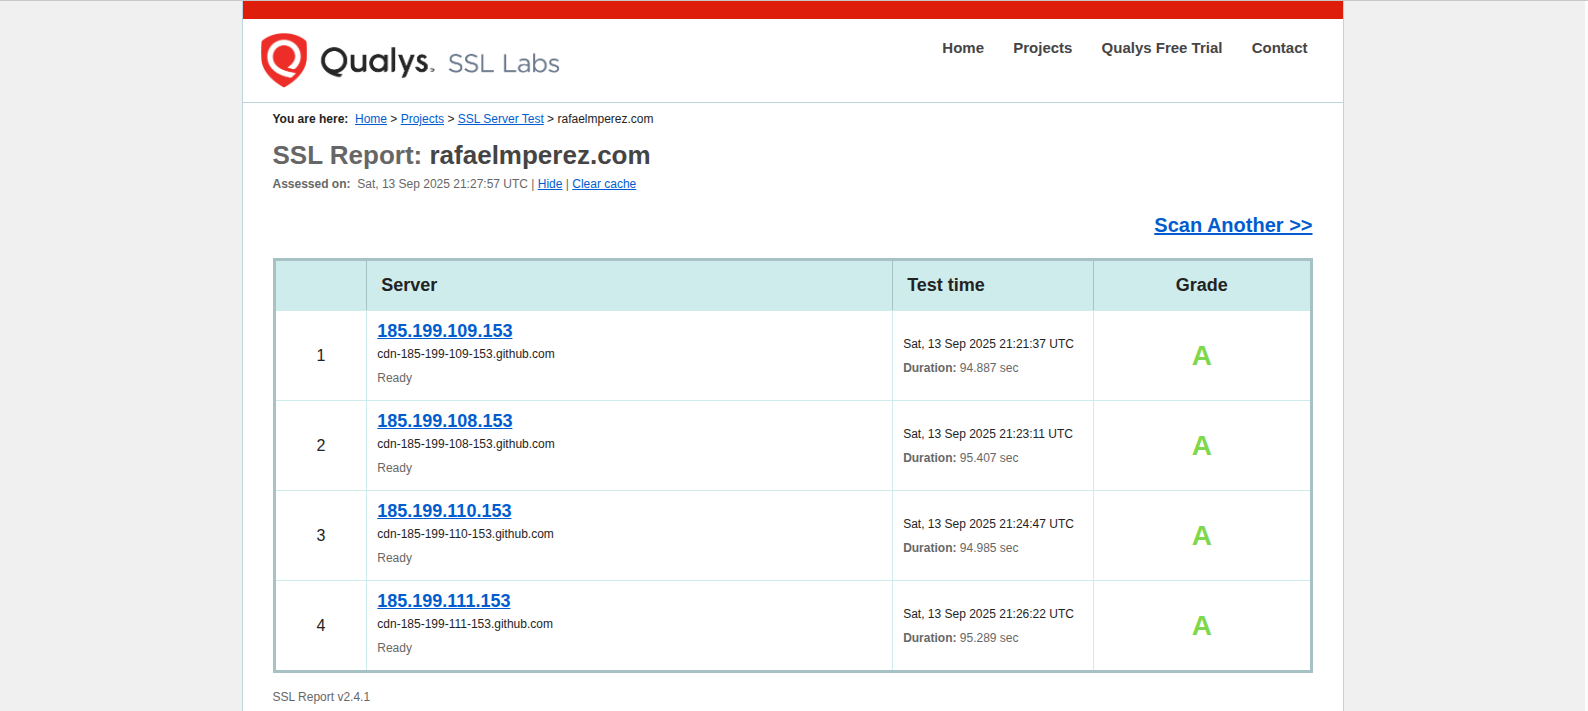 Qualys. SSL Labs
Home Projects Qualys Free Trial Contact
You are here: Home > Projects > SSL Server Test > rafaelmperez.com
SSL Report: rafaelmperez.com
Assessed on: Sat, 13 Sep 2025 21:27:57 UTC | Hide | Clear cache
Scan Another >>
Server Test time Grade
1
185.199.109.153
cdn-185-199-109-153.github.com
Ready
Sat, 13 Sep 2025 21:21:37 UTC
Duration: 94.887 sec
A
2
185.199.108.153
cdn-185-199-108-153.github.com
Ready
Sat, 13 Sep 2025 21:23:11 UTC
Duration: 95.407 sec
A
3
185.199.110.153
cdn-185-199-110-153.github.com
Ready
Sat, 13 Sep 2025 21:24:47 UTC
Duration: 94.985 sec
A
4
185.199.111.153
cdn-185-199-111-153.github.com
Ready
Sat, 13 Sep 2025 21:26:22 UTC
Duration: 95.289 sec
A
SSL Report v2.4.1